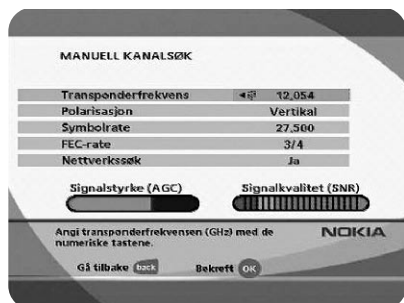 MANUELL KANALSØK
Transponderfrekvens 12,054
Polarisasjon Vertikal
Symbolrate 27,500
FEC-rate 3/4
Nettverkssøk Ja
Signalstyrke (AGC) Signalkvalitet (SNR)
Angi transponderfrekvensen (GHz) med de
numeriske tastene.
NOKIA
Gå tilbake back Bekreft OK